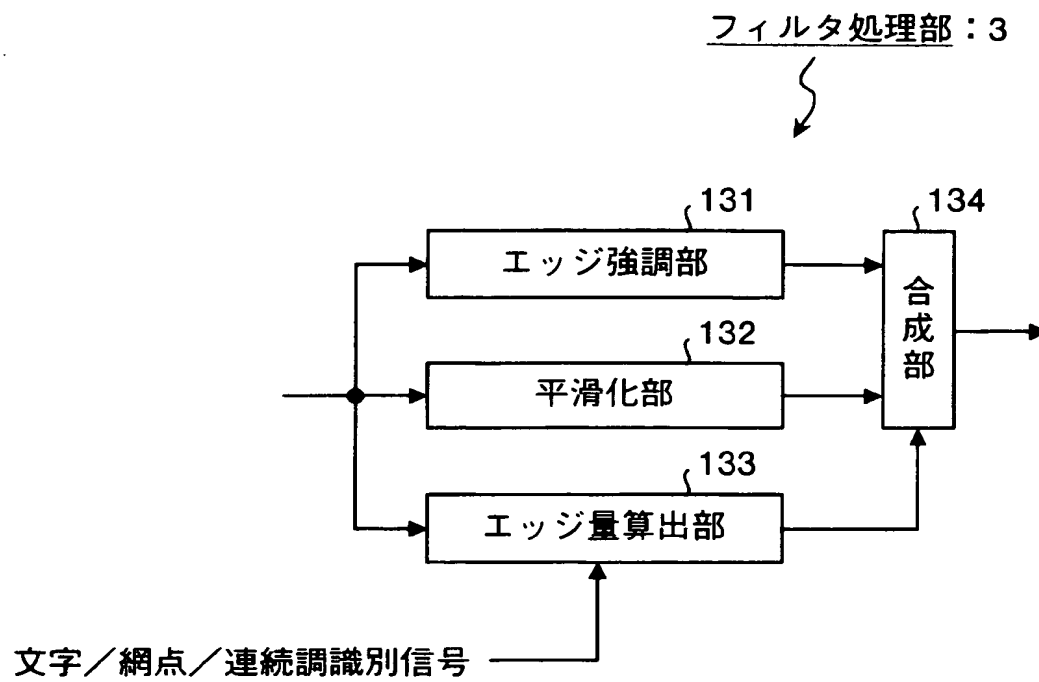 フィルタ処理部：3
131
エッジ強調部
134
合成部
132
平滑化部
133
エッジ量算出部
文字／網点／連続調識別信号